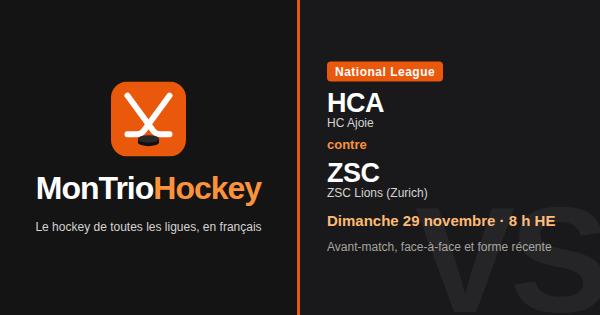 MonTrioHockey
Le hockey de toutes les ligues, en français
National League
HCA
HC Ajoie
contre
ZSC
ZSC Lions (Zurich)
Dimanche 29 novembre · 8 h HE
Avant-match, face-à-face et forme récente
VS